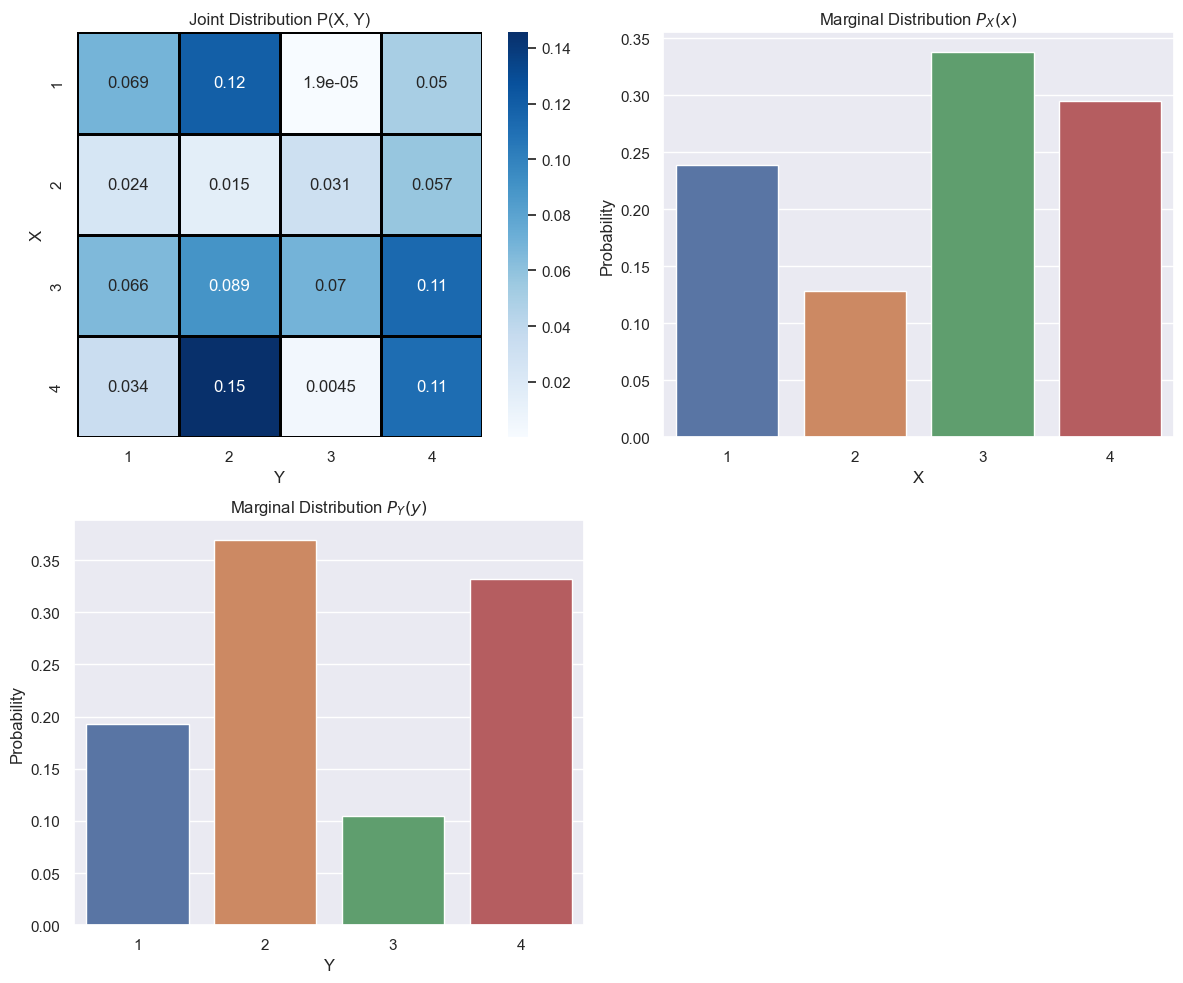 Joint Distribution P(X, Y)
X
1
0.069 0.12 1.9e-05 0.05
2
0.024 0.015 0.031 0.057
3
0.066 0.089 0.07 0.11
4
0.034 0.15 0.0045 0.11
1 2 3 4
Y
0.14
0.12
0.10
0.08
0.06
0.04
0.02
Marginal Distribution P_X(x)
Probability
0.35
0.30
0.25
0.20
0.15
0.10
0.05
0.00
1 2 3 4
X
Marginal Distribution P_Y(y)
Probability
0.35
0.30
0.25
0.20
0.15
0.10
0.05
0.00
1 2 3 4
Y